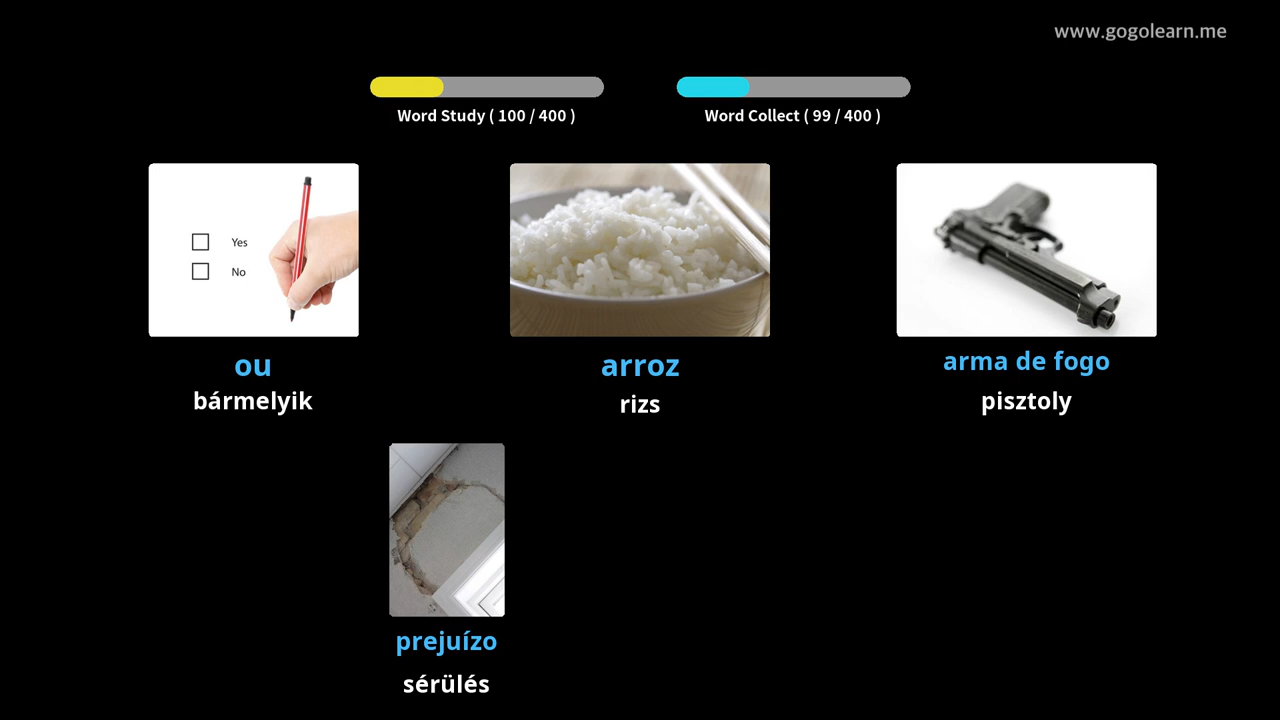 www.gogolearn.me
Word Study ( 100 / 400 )
Word Collect ( 99 / 400 )
Yes
No
ou
bármelyik
arroz
rizs
arma de fogo
pisztoly
prejuízo
sérülés